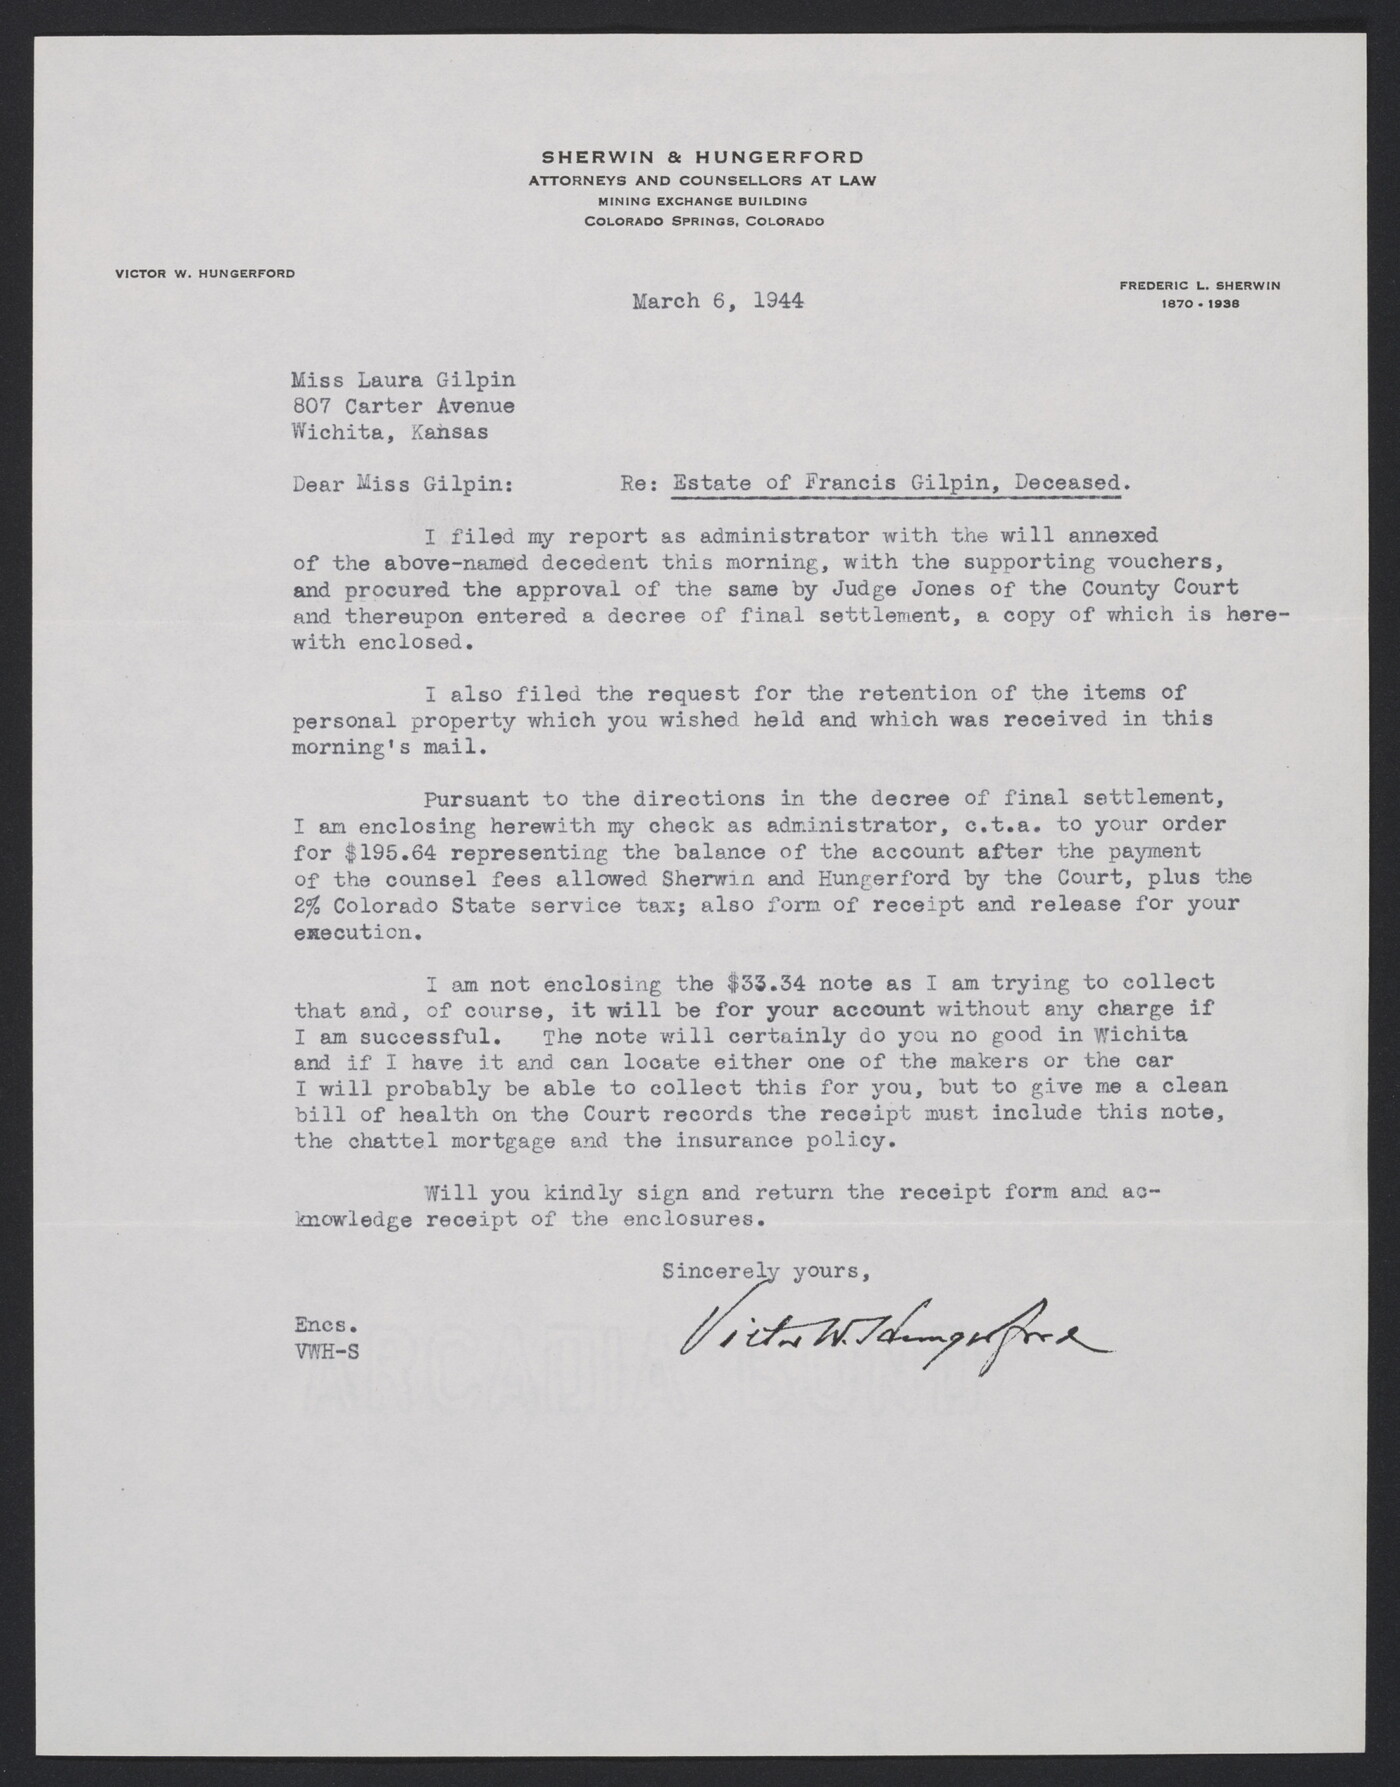 SHERWIN & HUNGERFORD
ATTORNEYS AND COUNSELLORS AT LAW
MINING EXCHANGE BUILDING
COLORADO SPRINGS, COLORADO
VICTOR W. HUNGERFORD
FREDERIC L. SHERWIN
1870 - 1938
March 6, 1944
Miss Laura Gilpin
807 Carter Avenue
Wichita, Kansas
Dear Miss Gilpin: Re: Estate of Francis Gilpin, Deceased.
I filed my report as administrator with the will annexed
of the above-named decedent this morning, with the supporting vouchers,
and procured the approval of the same by Judge Jones of the County Court
and thereupon entered a decree of final settlement, a copy of which is here-
with enclosed.
I also filed the request for the retention of the items of
personal property which you wished held and which was received in this
morning's mail.
Pursuant to the directions in the decree of final settlement,
I am enclosing herewith my check as administrator, c.t.a. to your order
for $195.64 representing the balance of the account after the payment
of the counsel fees allowed Sherwin and Hungerford by the Court, plus the
2% Colorado State service tax; also form of receipt and release for your
execution.
I am not enclosing the $33.34 note as I am trying to collect
that and, of course, it will be for your account without any charge if
I am successful. The note will certainly do you no good in Wichita
and if I have it and can locate either one of the makers or the car
I will probably be able to collect this for you, but to give me a clean
bill of health on the Court records the receipt must include this note,
the chattel mortgage and the insurance policy.
Will you kindly sign and return the receipt form and ac-
knowledge receipt of the enclosures.
Sincerely yours,
Victor W. Hungerford
Encs.
VWH-S